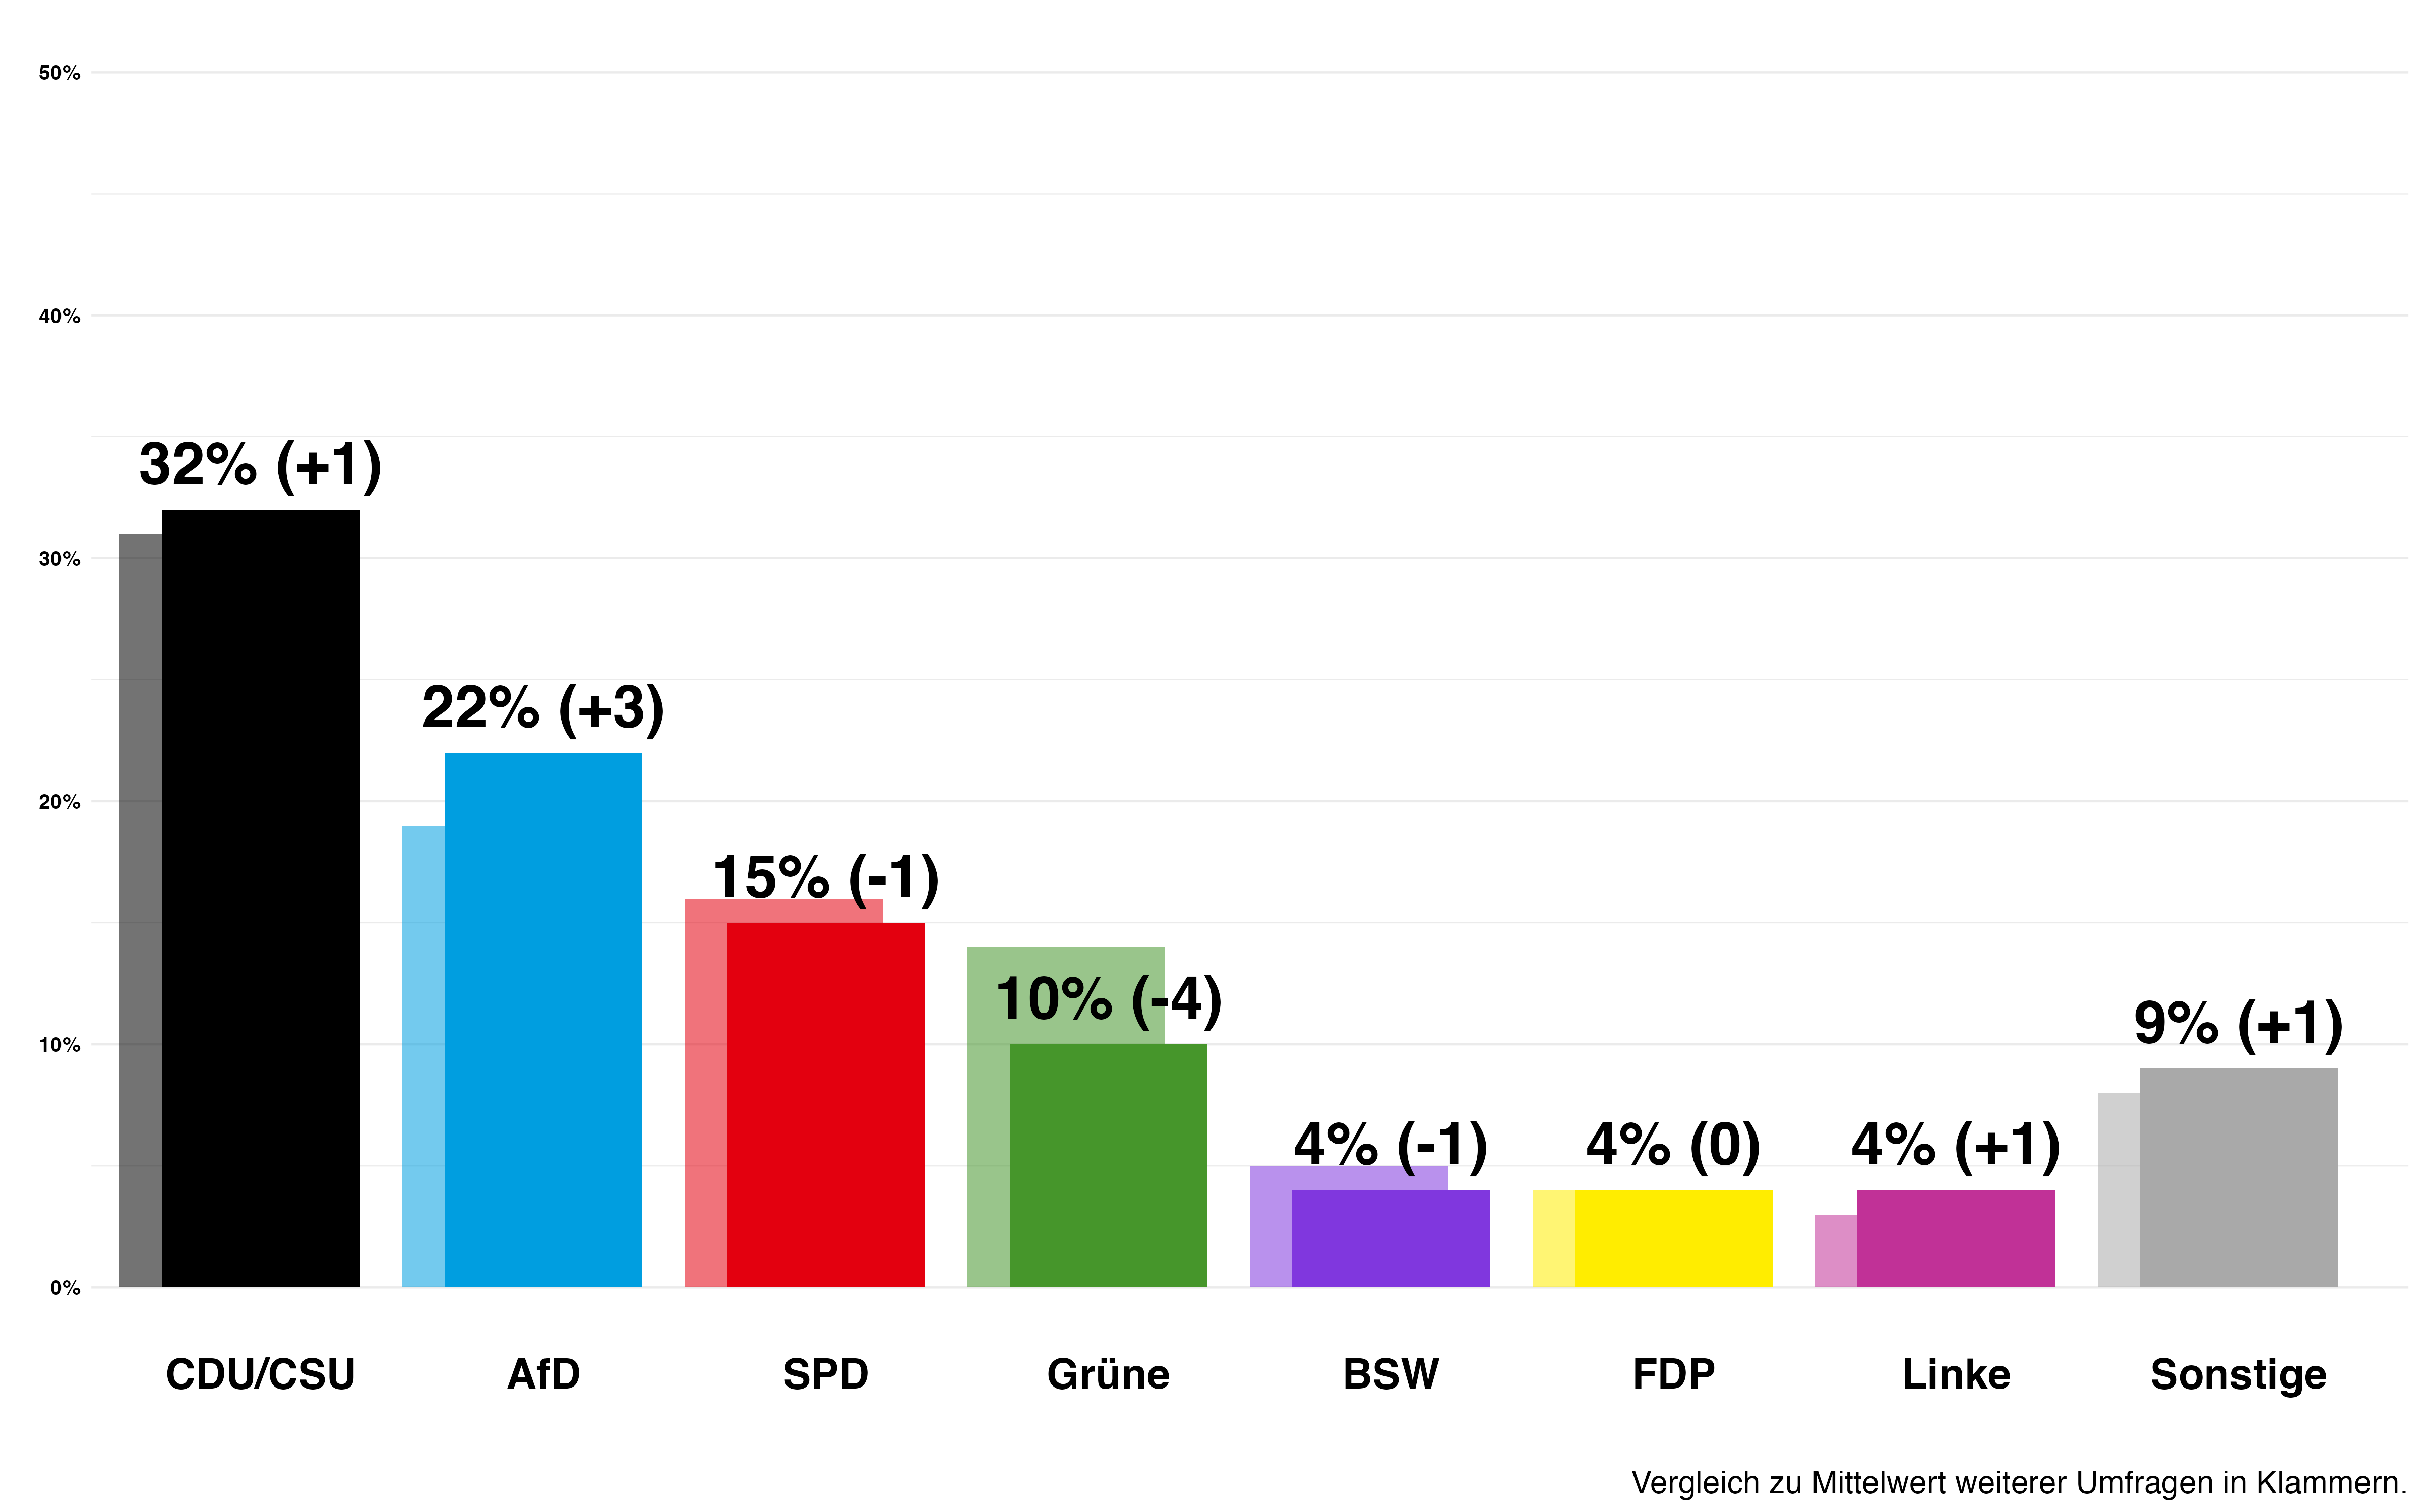 50%
40%
30%
20%
10%
0%
32% (+1)
22% (+3)
15% (-1)
10% (-4)
4% (-1)
4% (0)
4% (+1)
9% (+1)
CDU/CSU
AfD
SPD
Grüne
BSW
FDP
Linke
Sonstige
Vergleich zu Mittelwert weiterer Umfragen in Klammern.